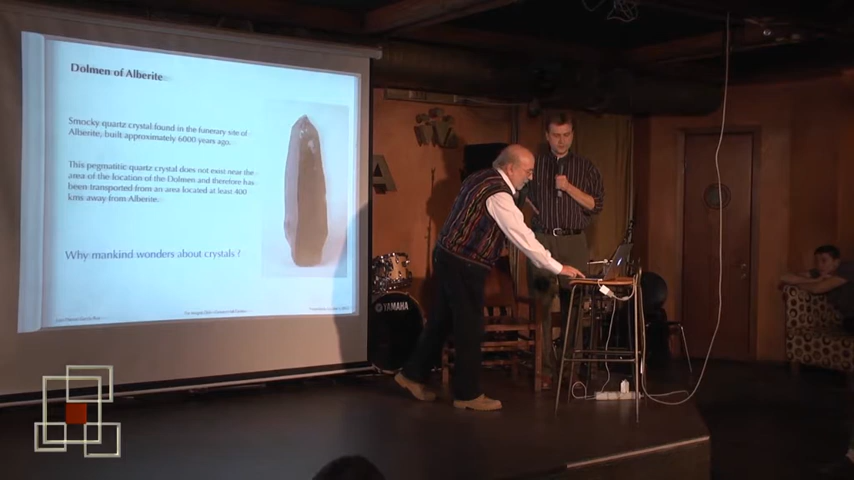 Dolmen of Alberite
Smocky quartz crystal found in the funerary site of
Alberite, built approximately 6000 years ago.
This pegmatitic quartz crystal does not exist near the
area of the location of the Dolmen and therefore has
been transported from an area located at least 400
kms away from Alberite.
Why mankind wonders about crystals ?
YAMAHA